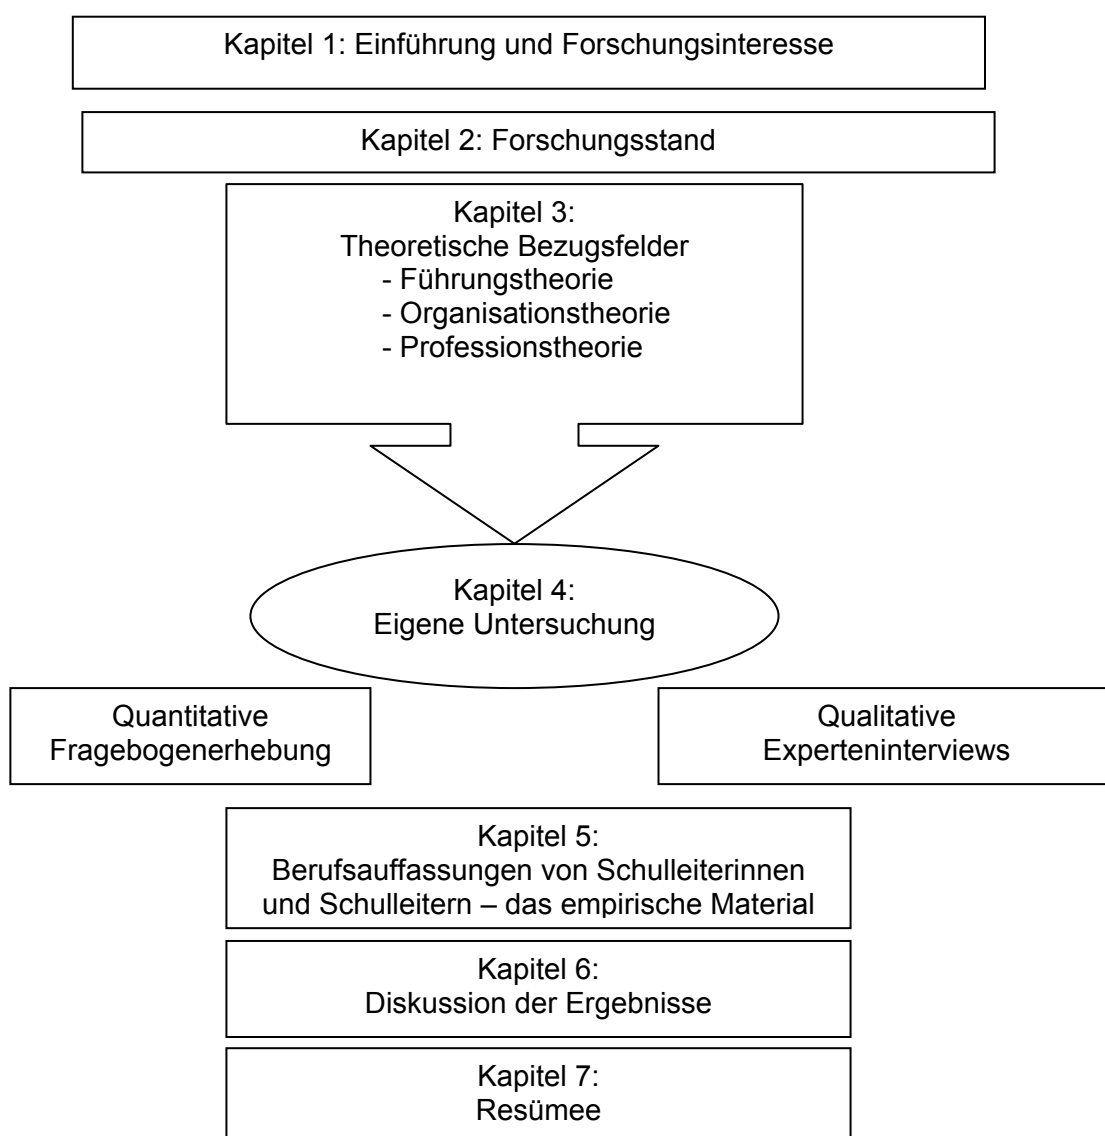 Kapitel 1: Einführung und Forschungsinteresse
Kapitel 2: Forschungsstand
Kapitel 3:
Theoretische Bezugsfelder
- Führungstheorie
- Organisationstheorie
- Professionstheorie
Kapitel 4:
Eigene Untersuchung
Quantitative
Fragebogenerhebung
Qualitative
Experteninterviews
Kapitel 5:
Berufsauffassungen von Schulleiterinnen
und Schulleitern – das empirische Material
Kapitel 6:
Diskussion der Ergebnisse
Kapitel 7:
Resümee